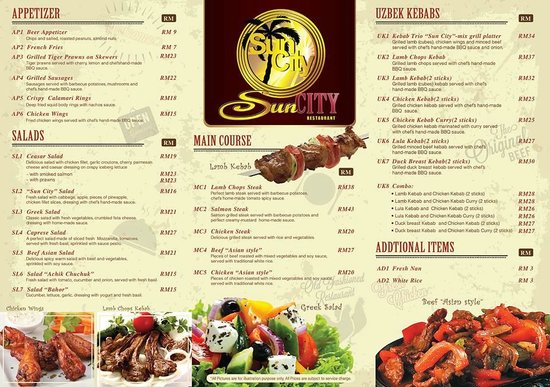 APPETIZER
RM
AP1 Beer Appetizer RM 9
Chips and salad, roasted peanuts, almond nuts.
AP2 French Fries RM 7
AP3 Grilled Tiger Prawns on Skewers RM23
Tiger prawns served with cherry, lemon and chef
BBQ sauce.
AP4 Grilled Sausages RM22
Sausages served with barbeque potatoes, mushrooms and
chefs hand-made BBQ sauce.
AP5 Crispy Calamari Rings RM18
Deep fried squid/dory rings with nachos sauce.
AP6 Chicken Wings RM15
Fried chicken wings served with chef's hand-made BBQ sauce.
SALADS
RM
SL1 Ceaser Salad RM19
Delicious salad with chicken fillet, garlic croutons, cherry parmesan
cheese and caesar dressing on crispy iceberg lettuce
- with smoked salmon RM23
- with prawns RM23
SL2 "Sun City" Salad RM16
Fresh salad with cabbage, apple, pieces of pineapple,
chicken fillet slices, dressing with chefs hand-made sauce.
SL3 Greek Salad RM21
Classic salad with fresh vegetables, crumbled feta cheese
dressing with homemade sauce.
SL4 Caprese Salad RM27
A perfect salad made of sliced fresh Mozzarella, tomatoes,
served with fresh basil, sprinkled with sauce pesto.
SL5 Beef Asian Salad RM21
Delicious spicy warm salad with beef and vegetables,
sprinkled with soy sauce.
SL6 Salad "Achik Chuchuk" RM15
Fresh salad with tomato, cucumber and onion, served with fresh basil.
SL7 Salad "Bahor" RM15
Cucumber, lettuce, garlic, dressing with yogurt and fresh basil
Chicken Wings
Lamb Chops Kebab
Sun
City
SunCITY
RESTAURANT
MAIN COURSE
Lamb Kebab
RM
MC1 Lamb Chops Steak RM38
Perfect lamb steak served with barbeque potatoes,
chefs home-made tomato spicy sauce.
MC2 Salmon Steak RM43
Salmon grilled steak served with barbeque potatoes and
perfect creamy-mustard home- made sauce.
MC3 Chicken Steak RM30
Delicious grilled steak, served with rice and vegetables.
MC4 Beef "Asian style" RM27
Pieces of beef roasted with mixed vegetables and soy sauce,
served with traditional white rice.
MC5 Chicken "Asian style" RM20
Pieces of chicken roasted with mixed vegetables and soy sauce,
served with traditional white rice.
Greek Salad
*All Pictures are for illustration purpose only. All Prices are subject to service charge.
UZBEK KEBABS
RM
UK1 Kebab Trio "Sun City"-mix grill platter RM34
Grilled lamb (cubes), chicken wings and minced beef kebab
served with chefs hand-made BBQ sauce and onion
UK2 Lamb Chops Kebab RM37
Grilled lamb chops served with chef's hand-made
BBQ sauce.
UK3 Lamb Kebab(2 sticks) RM32
Grilled lamb (cubes) kebab served with chef's hand-made
BBQ sauce.
UK4 Chicken Kebab(2 sticks) RM25
Grilled chicken kebab served with chef's hand-made
BBQ sauce.
UK5 Chicken Kebab Curry(2 sticks) RM27
Grilled chicken kebab marinated with curry served
with chef's hand-made BBQ sauce.
UK6 Lula Kebab(2 sticks) RM27
Grilled minced beef kebab served with chef's
hand-made BBQ sauce.
UK7 Duck Breast Kebab(2 sticks) RM30
Grilled duck breast kebab served with chef's hand-made
BBQ sauce.
UK8 Combo:
• Lamb Kebab and Chicken Kebab (2 sticks) RM28
• Lamb Kebab and Chicken Kebab Curry (2 sticks) RM28
• Lula Kebab and Chicken Kebab (2 sticks) RM26
• Lula Kebab and Chicken Kebab Curry (2 sticks) RM26
• Duck breast Kebab and Chicken Kebab (2 sticks) RM27
• Duck breast Kebab and Chicken Kebab Curry (2 sticks) RM27
ADDTIONAL ITEMS
RM
AD1 Fresh Nan RM 3
AD2 White Rice RM 3
Beef "Asian style"